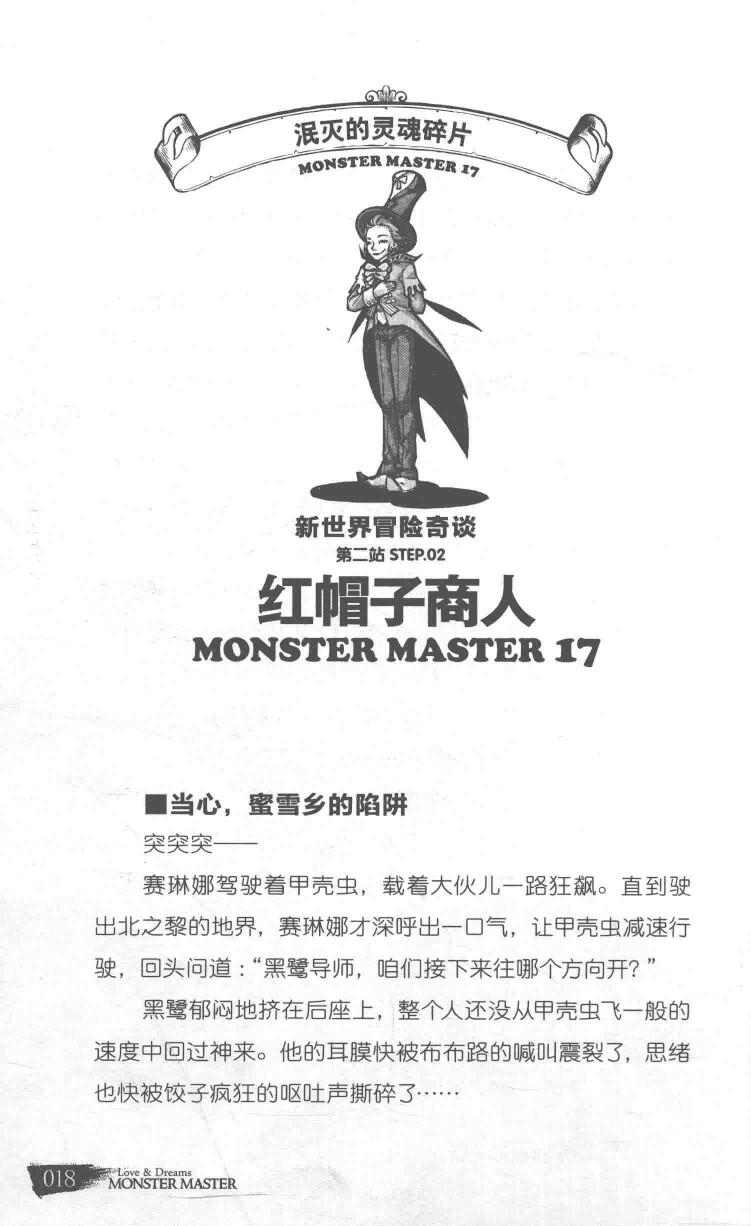 泯灭的灵魂碎片
MONSTER MASTER 17
新世界冒险奇谈
第二站 STEP.02
红帽子商人
MONSTER MASTER 17
■当心，蜜雪乡的陷阱
突突突——
赛琳娜驾驶着甲壳虫，载着大伙儿一路狂飙。直到驶
出北之黎的地界，赛琳娜才深呼出一口气，让甲壳虫减速行
驶，回头问道：“黑鹭导师，咱们接下来往哪个方向开？”
黑鹭郁闷地挤在后座上，整个人还没从甲壳虫飞一般的
速度中回过神来。他的耳膜快被布布路的喊叫震裂了，思绪
也快被饺子疯狂的呕吐声撕碎了……
018
Love & Dreams
MONSTER MASTER